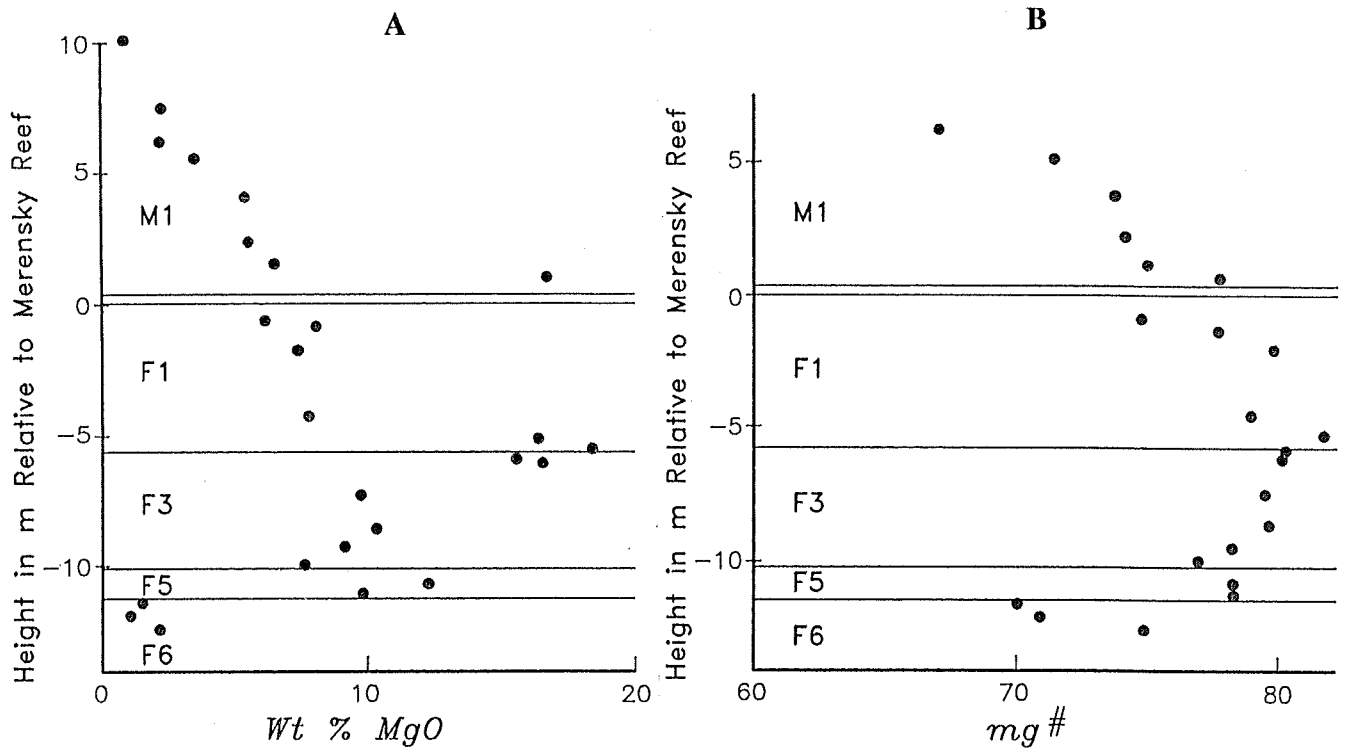 A
Height in m Relative to Merensky Reef
10
5
0
−5
−10
M1
F1
F3
F5
F6
0 10 20
Wt % MgO
B
Height in m Relative to Merensky Reef
5
0
−5
−10
M1
F1
F3
F5
F6
60 70 80
mg #